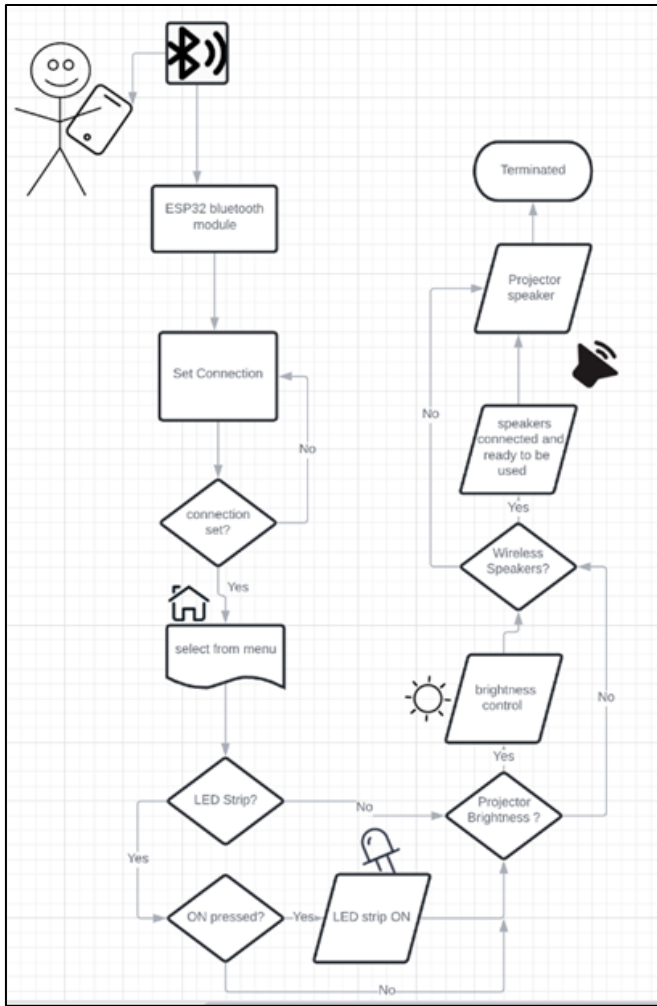 ESP32 bluetooth
module
Set Connection
No
connection
set?
Yes
select from menu
LED Strip?
No
Yes
ON pressed?
Yes
LED strip ON
No
Projector
Brightness ?
Yes
No
brightness
control
Wireless
Speakers?
Yes
No
speakers
connected and
ready to be
used
Projector
speaker
Terminated